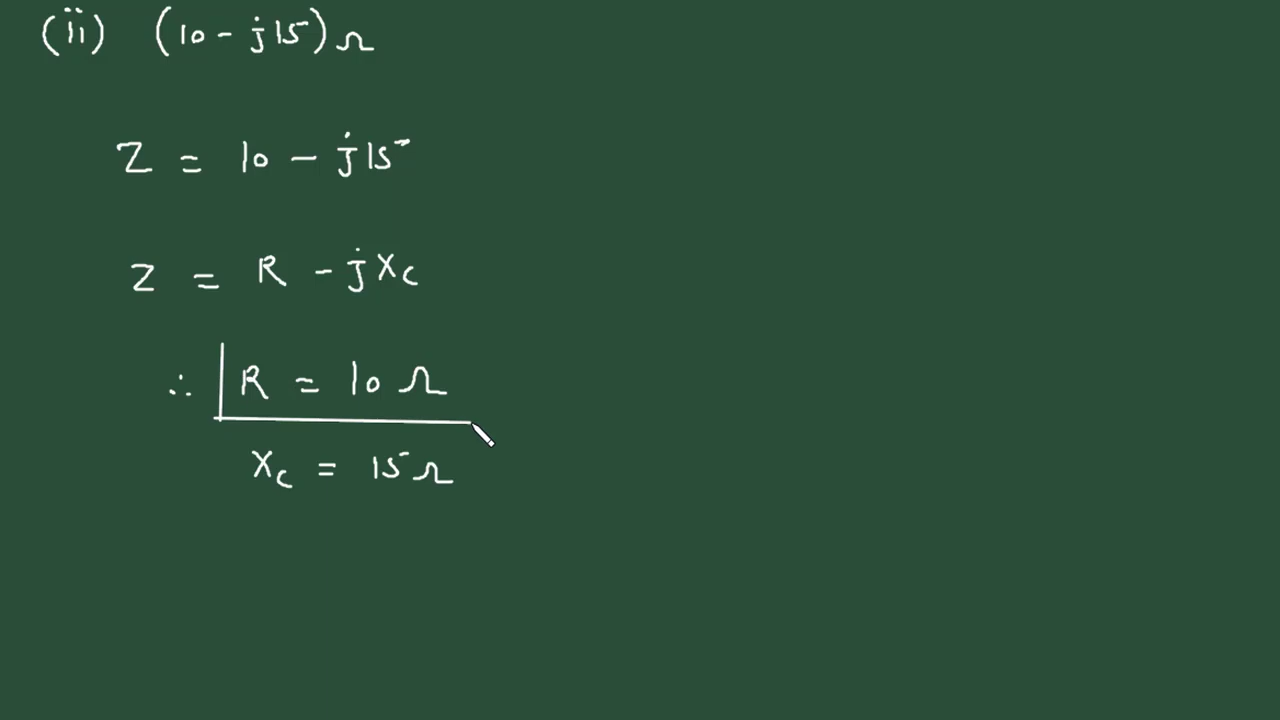 (ii) (10 - j15) Ω
Z = 10 - j15
Z = R - jXc
∴ R = 10 Ω
Xc = 15 Ω